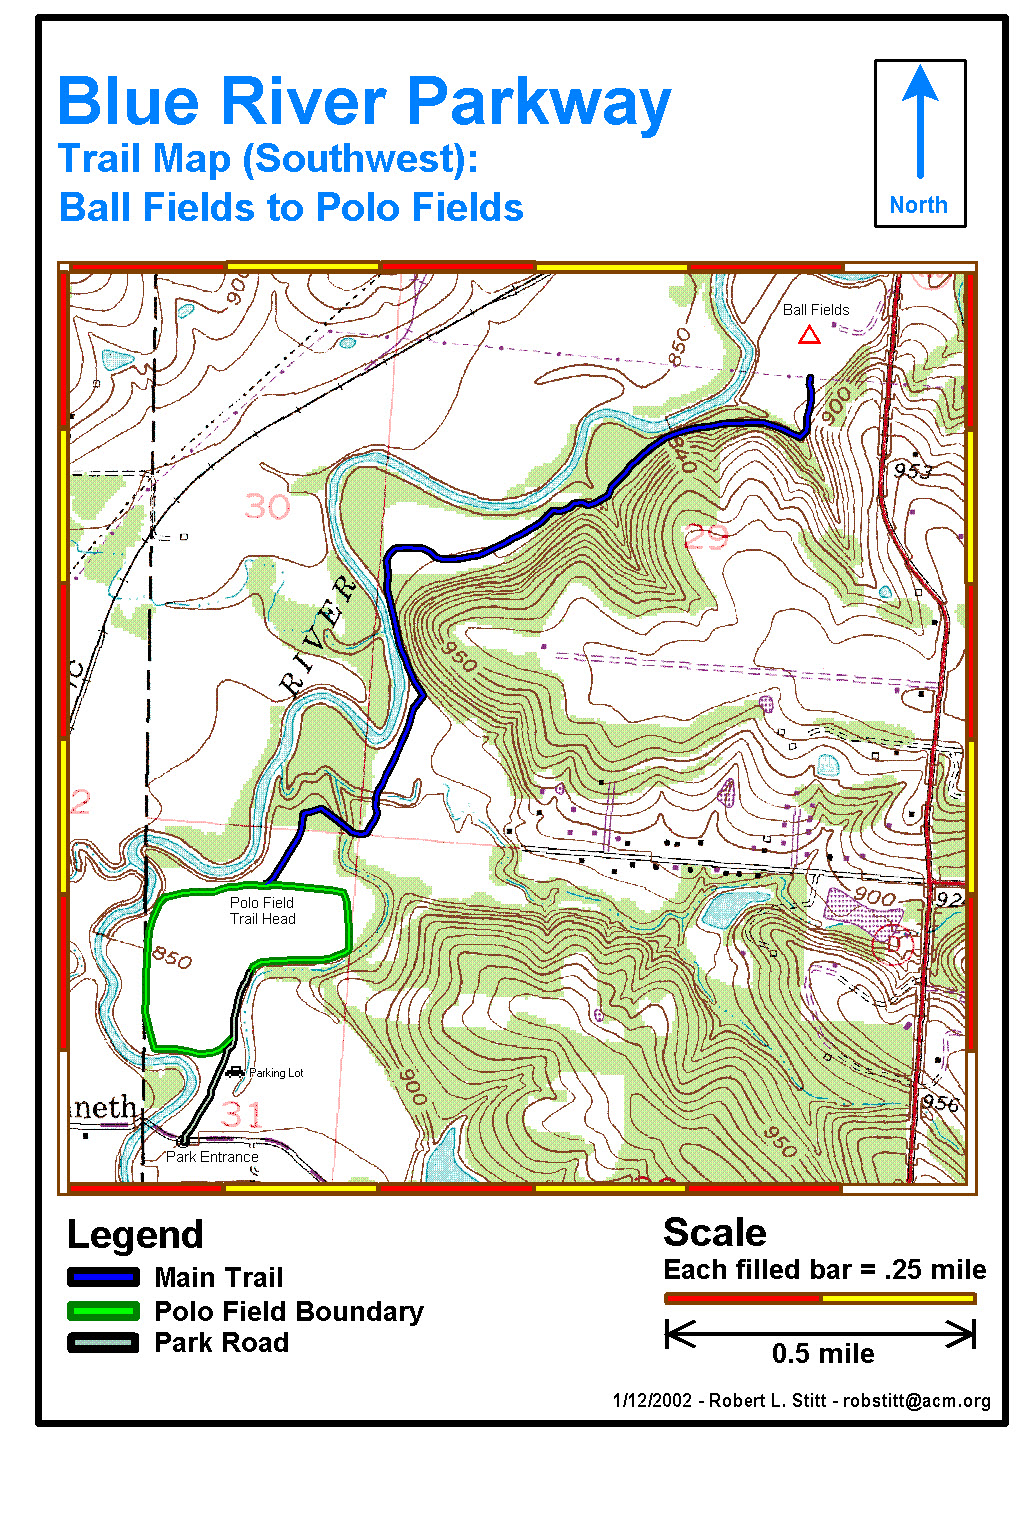 Blue River Parkway
Trail Map (Southwest):
Ball Fields to Polo Fields
North
900
Ball Fields
850
900
840
953
30
29
RIVER
950
IC
2
900
92
Polo Field
Trail Head
850
Parking Lot
900
31
956
neth
950
Park Entrance
Legend
Main Trail
Polo Field Boundary
Park Road
Scale
Each filled bar = .25 mile
0.5 mile
1/12/2002 - Robert L. Stitt - robstitt@acm.org